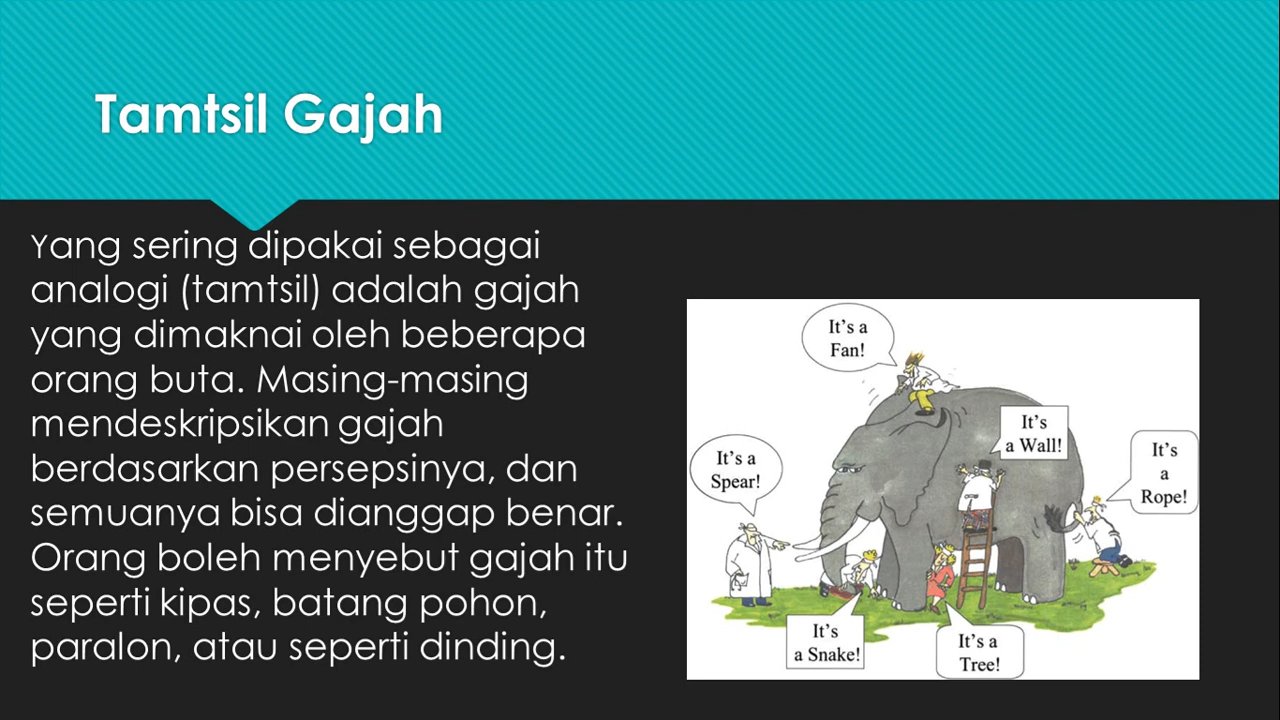 Tamtsil Gajah
Yang sering dipakai sebagai
analogi (tamtsil) adalah gajah
yang dimaknai oleh beberapa
orang buta. Masing-masing
mendeskripsikan gajah
berdasarkan persepsinya, dan
semuanya bisa dianggap benar.
Orang boleh menyebut gajah itu
seperti kipas, batang pohon,
paralon, atau seperti dinding.
It's a
Fan!
It's
a Wall!
It's a
Spear!
It's
a
Rope!
It's
a Snake!
It's a
Tree!